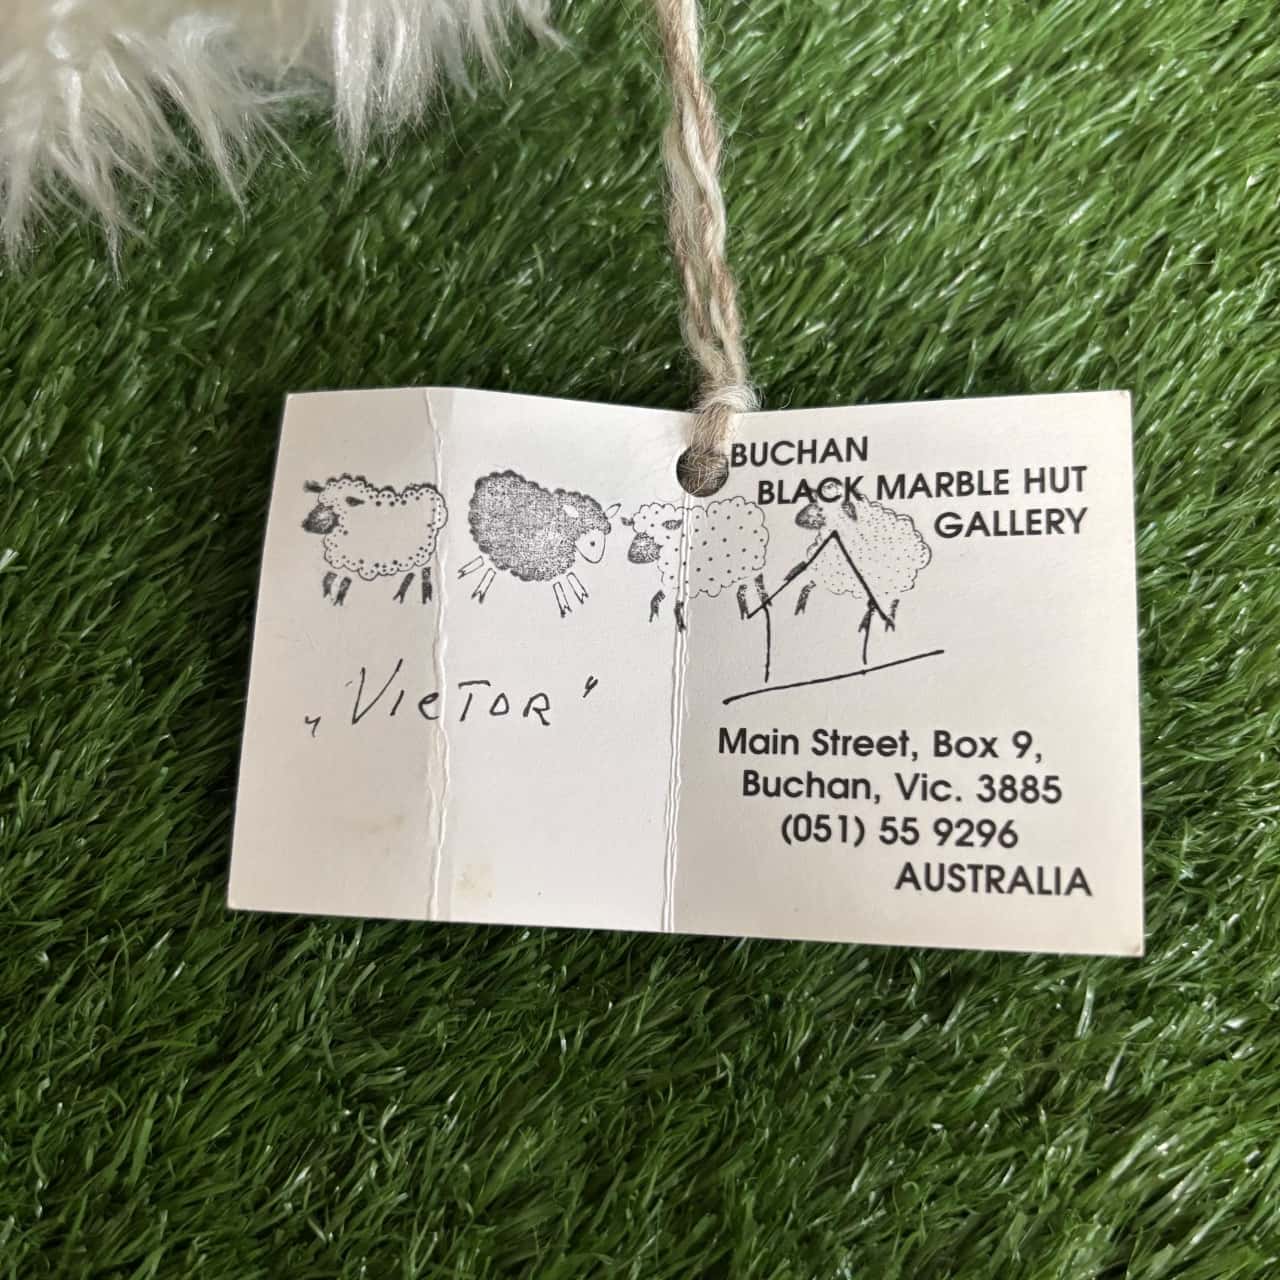 BUCHAN
BLACK MARBLE HUT
GALLERY
„VIcTOR“
Main Street, Box 9,
Buchan, Vic. 3885
(051) 55 9296
AUSTRALIA